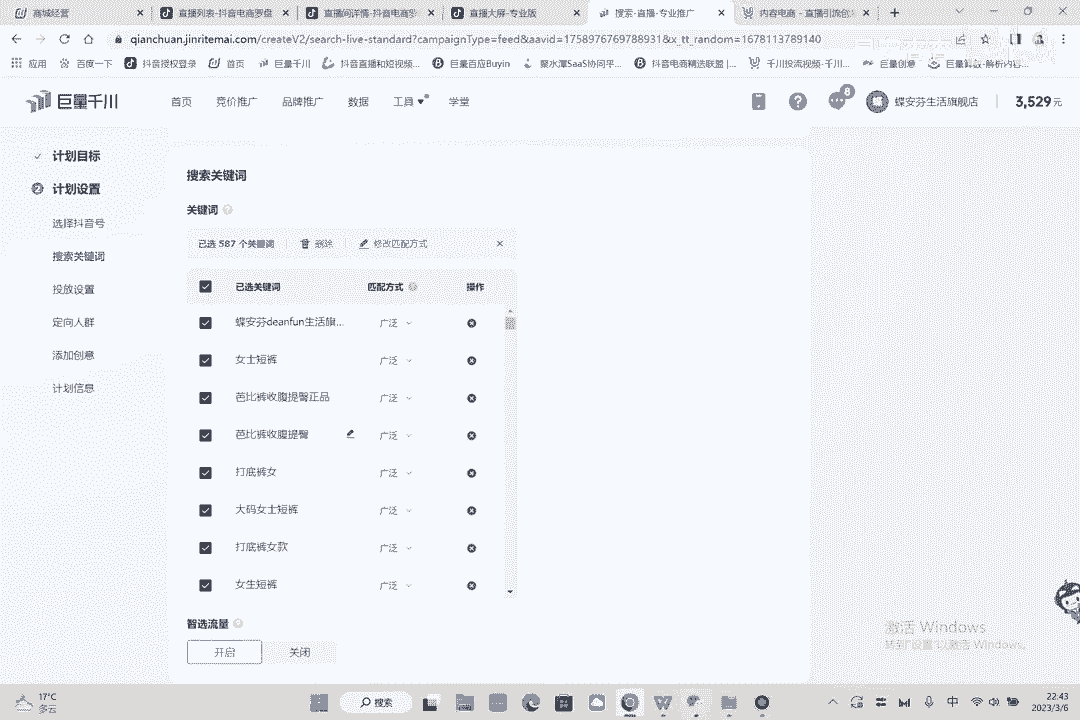 商城经营
直播列表-抖音电商罗盘
直播间详情-抖音电商罗
直播大屏-专业版
搜索-直播-专业推广
内容电商 - 直播引流包
qianchuan.jinritemai.com/createV2/search-live-standard?campaignType=feed&aavid=1758976769788931&x_tt_random=1678113789140
应用
百度一下
抖音授权登录
首页
巨量千川
抖音直播和短视频...
巨量百应Buyin
聚水潭SaaS协同平...
抖音电商精选联盟 |...
千川投流视频-千川...
巨量创意
巨量算数-解析内容...
巨量千川
首页
竞价推广
品牌推广
数据
工具
学堂
8
蝶安芬生活旗舰店
3,529元
计划目标
计划设置
选择抖音号
搜索关键词
投放设置
定向人群
添加创意
计划信息
搜索关键词
关键词
已选 587 个关键词
删除
修改匹配方式
已选关键词 匹配方式 操作
蝶安芬deanfun生活旗... 广泛
女士短裤 广泛
芭比裤收腹提臀正品 广泛
芭比裤收腹提臀 广泛
打底裤女 广泛
大码女士短裤 广泛
打底裤女款 广泛
女生短裤 广泛
智选流量
开启 关闭
激活 Windows
转到"设置"以激活 Windows。
17°C
多云
搜索
中
22:43
2023/3/6